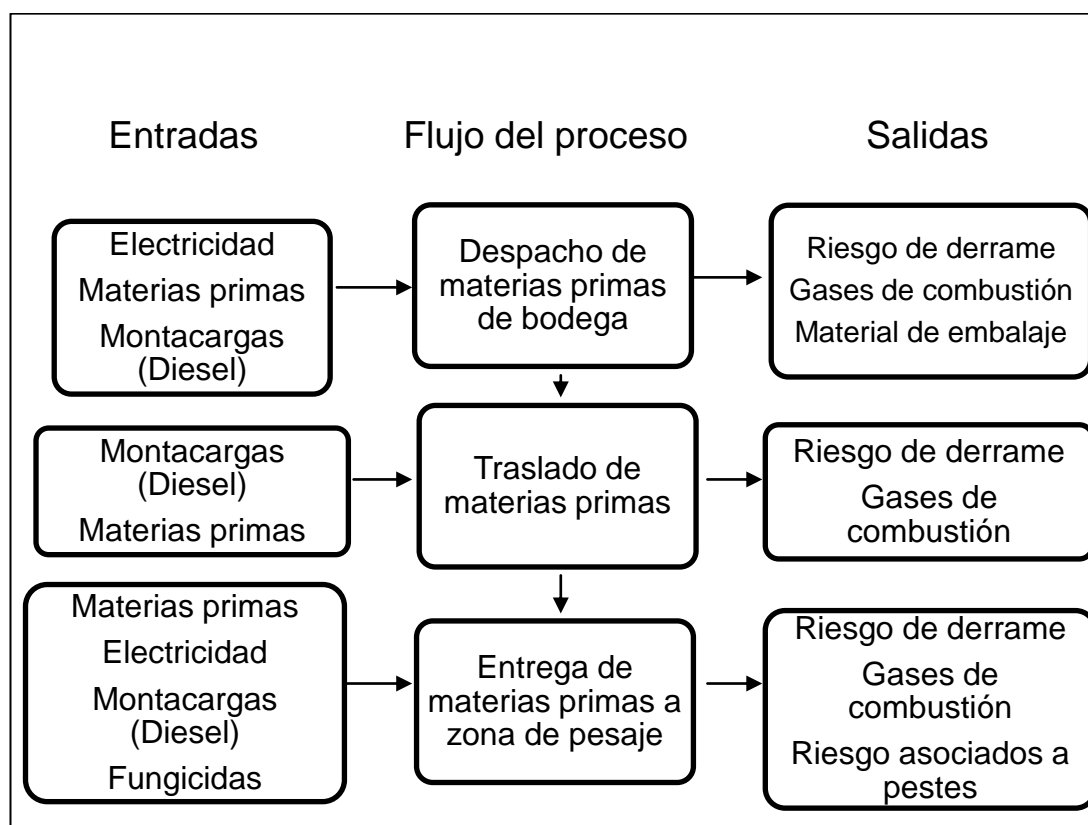 Entradas
Flujo del proceso
Salidas
Electricidad
Materias primas
Montacargas
(Diesel)
Despacho de
materias primas
de bodega
Riesgo de derrame
Gases de combustión
Material de embalaje
Montacargas
(Diesel)
Materias primas
Traslado de
materias primas
Riesgo de derrame
Gases de
combustión
Materias primas
Electricidad
Montacargas
(Diesel)
Fungicidas
Entrega de
materias primas a
zona de pesaje
Riesgo de derrame
Gases de
combustión
Riesgo asociados a
pestes